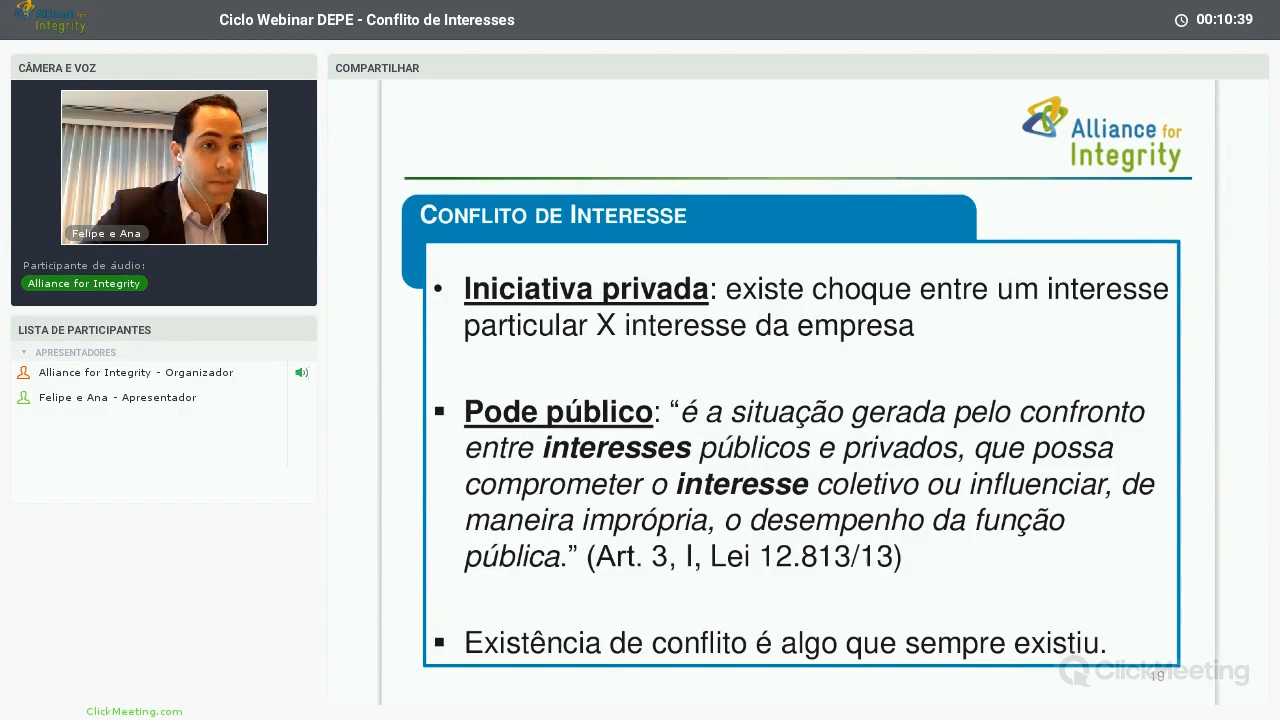 Alliance for
Integrity
Ciclo Webinar DEPE - Conflito de Interesses
00:10:39
CÂMERA E VOZ
Felipe e Ana
Participante de áudio:
Alliance for Integrity
LISTA DE PARTICIPANTES
APRESENTADORES
Alliance for Integrity - Organizador
Felipe e Ana - Apresentador
ClickMeeting.com
COMPARTILHAR
Alliance for
Integrity
CONFLITO DE INTERESSE
• Iniciativa privada: existe choque entre um interesse
particular X interesse da empresa
▪ Pode público: “é a situação gerada pelo confronto
entre interesses públicos e privados, que possa
comprometer o interesse coletivo ou influenciar, de
maneira imprópria, o desempenho da função
pública.” (Art. 3, I, Lei 12.813/13)
▪ Existência de conflito é algo que sempre existiu.
ClickMeeting
19